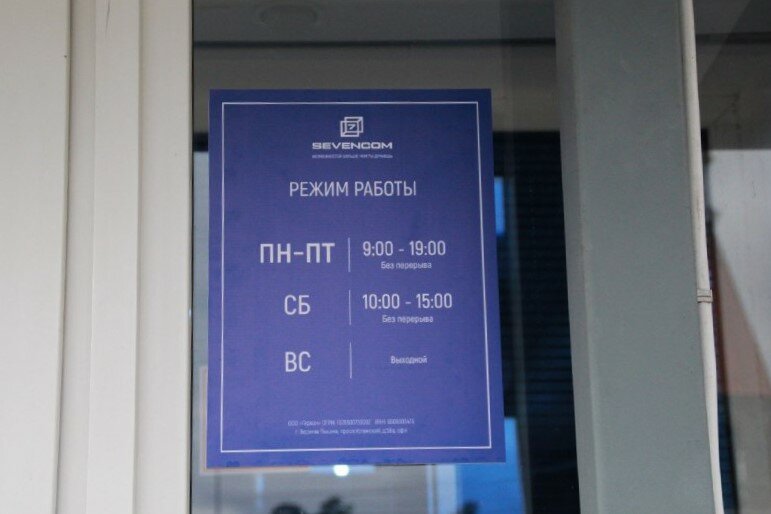 7
SEVENCOM
РЕЖИМ РАБОТЫ
ПН-ПТ
9:00 - 19:00
Без перерыва
СБ
10:00 - 15:00
Без перерыва
ВС
Выходной